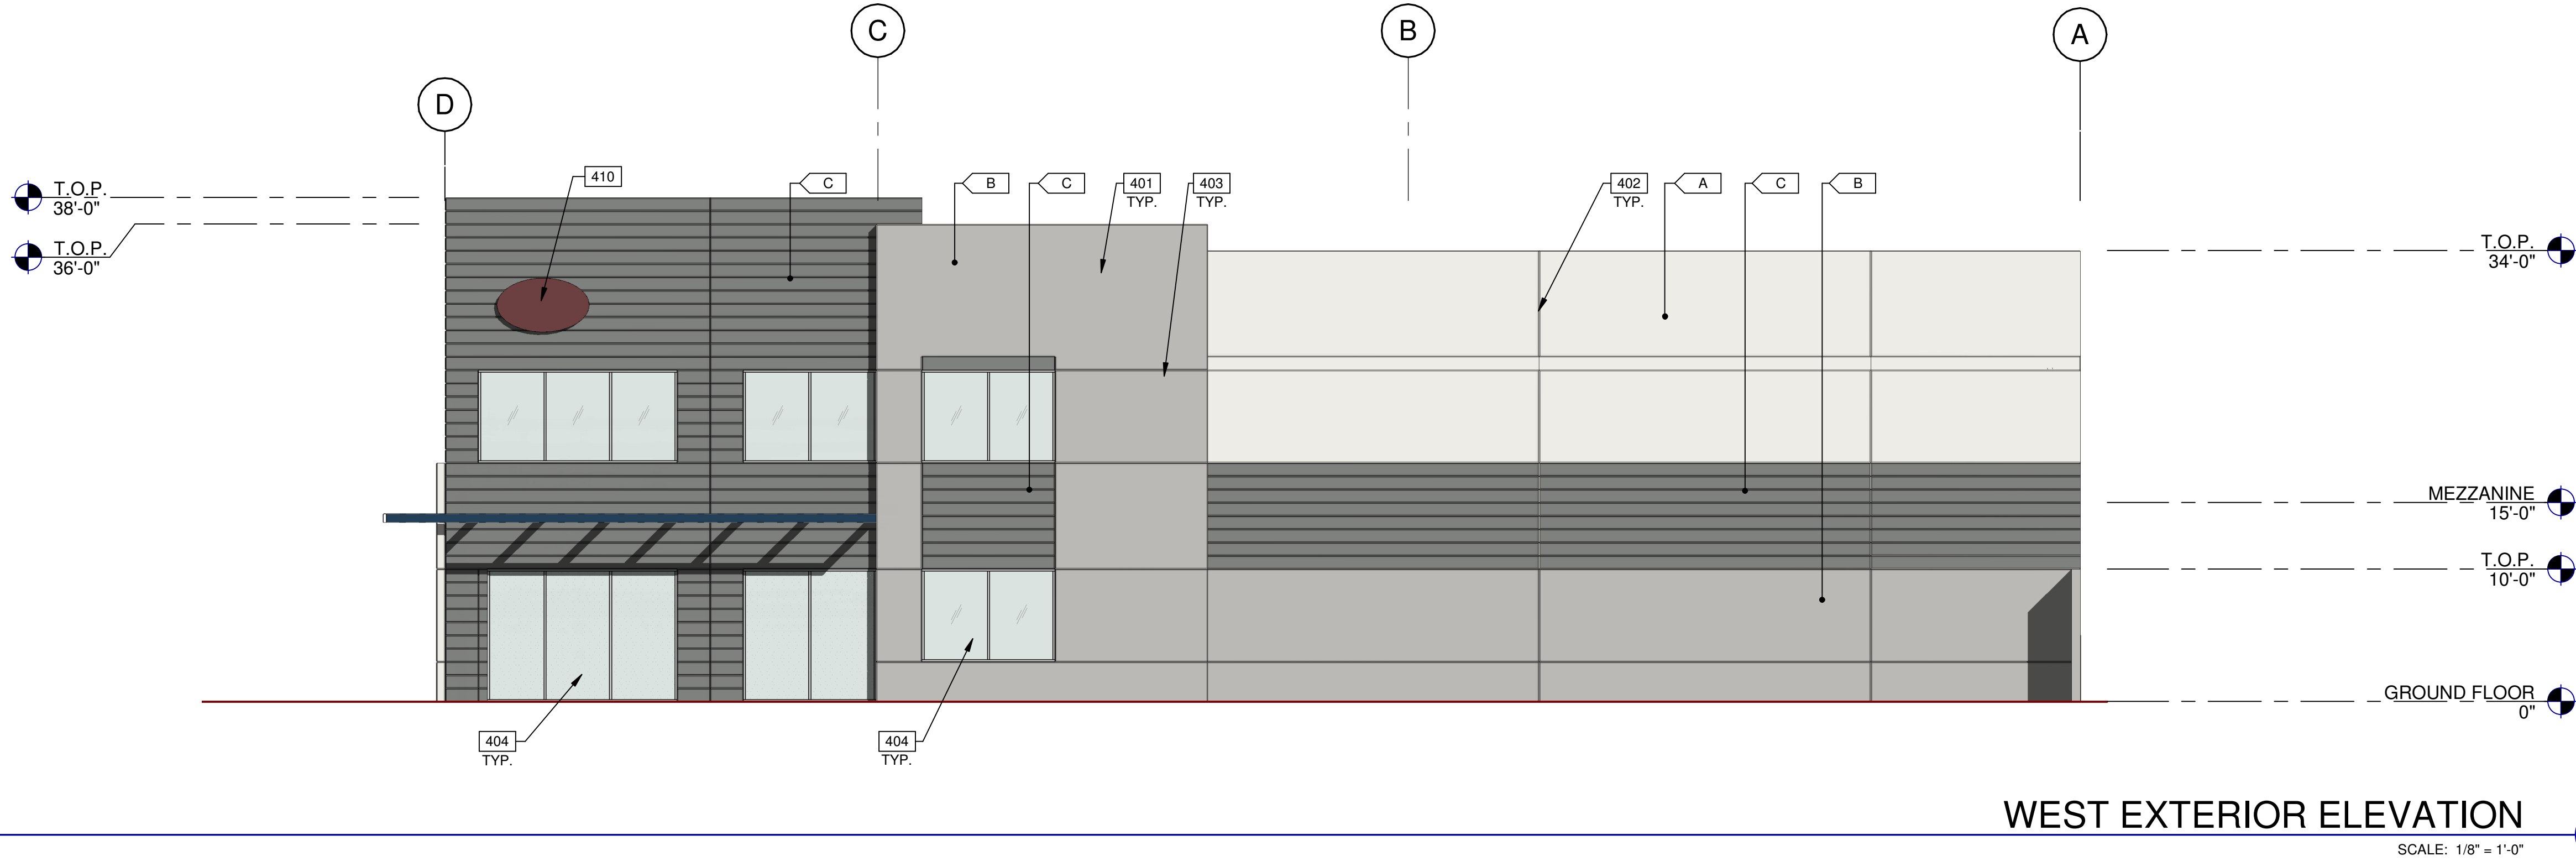 C
B
A
D
410
C
B
C
401
TYP.
403
TYP.
402
TYP.
A
C
B
T.O.P.
38'-0"
T.O.P.
36'-0"
T.O.P.
34'-0"
MEZZANINE
15'-0"
T.O.P.
10'-0"
GROUND FLOOR
0"
404
TYP.
404
TYP.
WEST EXTERIOR ELEVATION
SCALE: 1/8" = 1'-0"